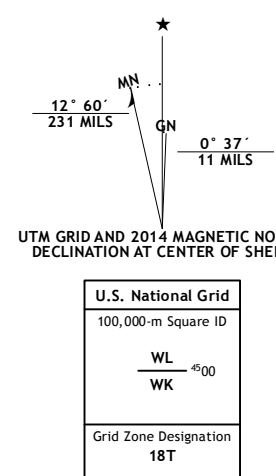 ★
MN
12° 60´
231 MILS
GN
0° 37´
11 MILS
UTM GRID AND 2014 MAGNETIC NO
DECLINATION AT CENTER OF SHE
U.S. National Grid
100,000-m Square ID
WL
4500
WK
Grid Zone Designation
18T